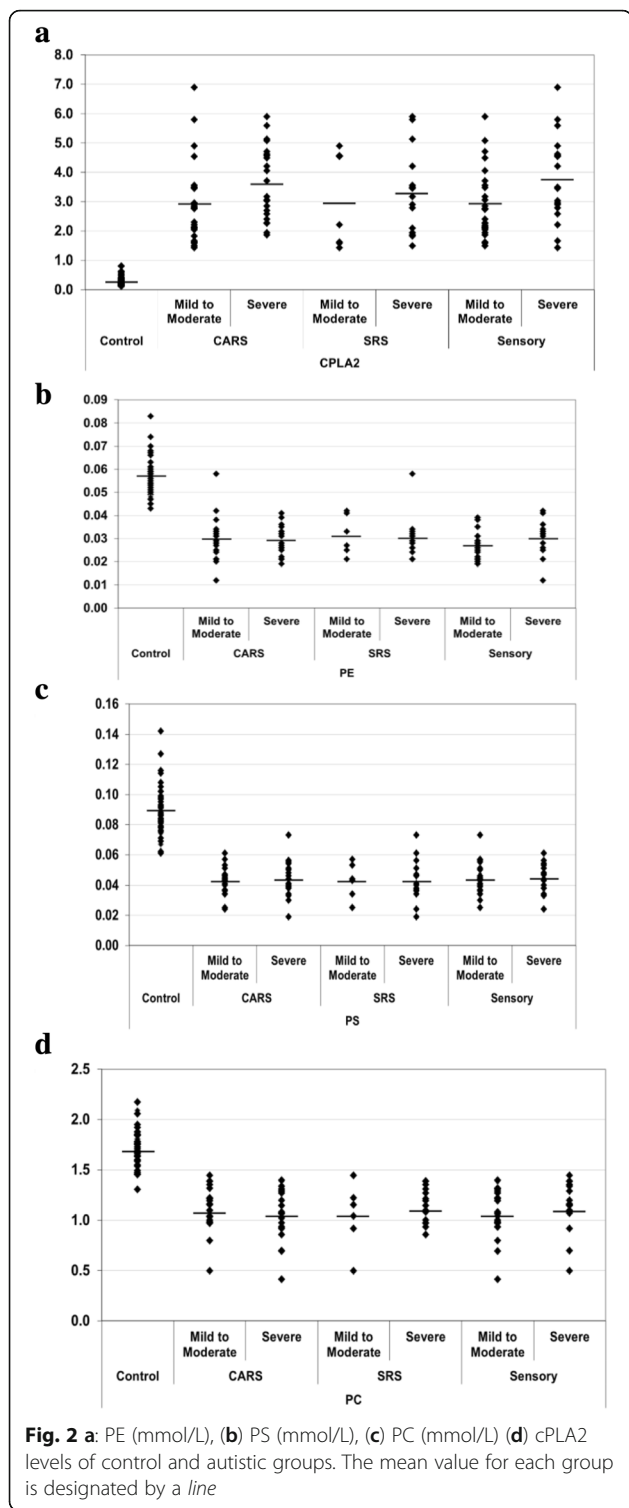 a
8.0
7.0
6.0
5.0
4.0
3.0
2.0
1.0
0.0
Mild to Moderate Severe Mild to Moderate Severe Mild to Moderate Severe
Control CARS SRS Sensory
CPLA2
b
0.09
0.08
0.07
0.06
0.05
0.04
0.03
0.02
0.01
0.00
Mild to Moderate Severe Mild to Moderate Severe Mild to Moderate Severe
Control CARS SRS Sensory
PE
c
0.16
0.14
0.12
0.10
0.08
0.06
0.04
0.02
0.00
Mild to Moderate Severe Mild to Moderate Severe Mild to Moderate Severe
Control CARS SRS Sensory
PS
d
2.5
2.0
1.5
1.0
0.5
0.0
Mild to Moderate Severe Mild to Moderate Severe Mild to Moderate Severe
Control CARS SRS Sensory
PC
Fig. 2 a: PE (mmol/L), (b) PS (mmol/L), (c) PC (mmol/L) (d) cPLA2
levels of control and autistic groups. The mean value for each group
is designated by a line